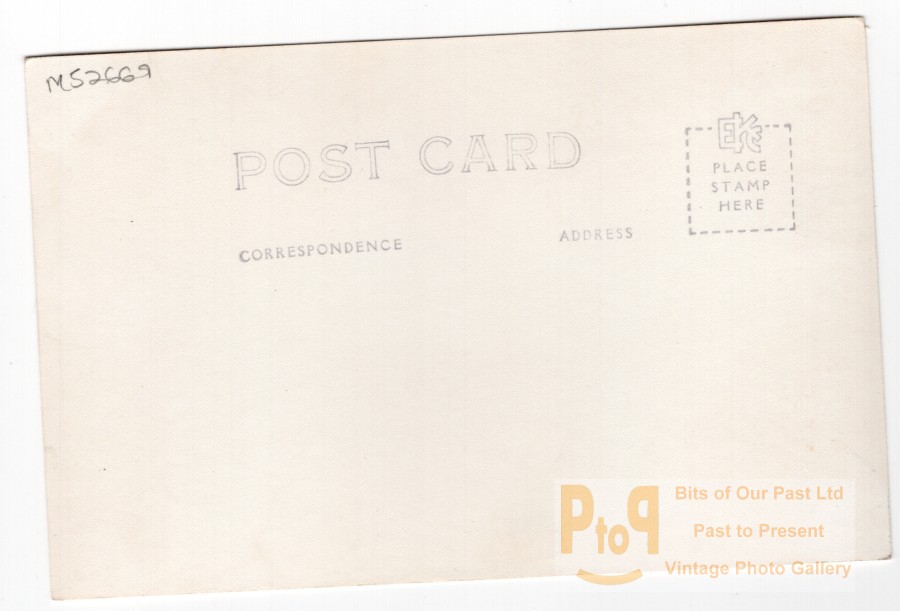 M52669
POST CARD
EKC
PLACE
STAMP
HERE
CORRESPONDENCE
ADDRESS
PtoP
Bits of Our Past Ltd
Past to Present
Vintage Photo Gallery